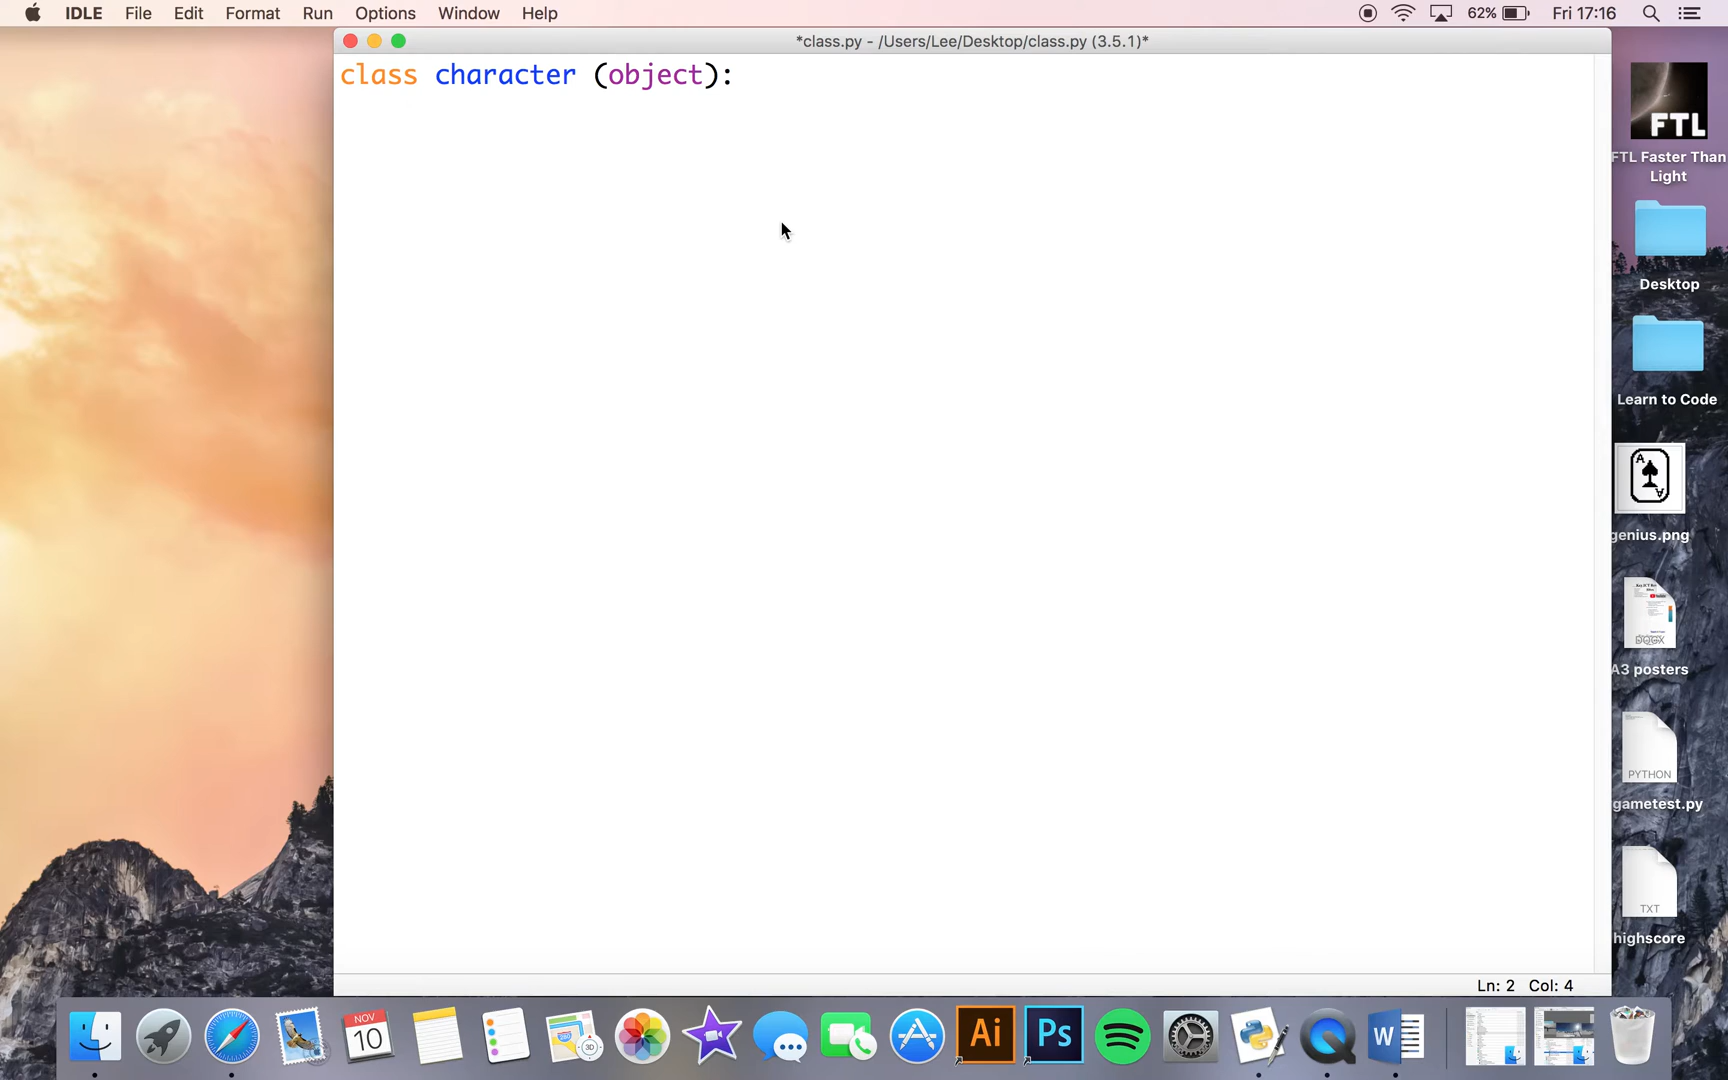 IDLE File Edit Format Run Options Window Help 62% Fri 17:16
*class.py - /Users/Lee/Desktop/class.py (3.5.1)*
class character (object):
FTL
FTL Faster Than
Light
Desktop
Learn to Code
A
A
genius.png
DOCX
A3 posters
PYTHON
gametest.py
TXT
highscore
Ln: 2 Col: 4
NOV
10
3D
Ai
Ps
W